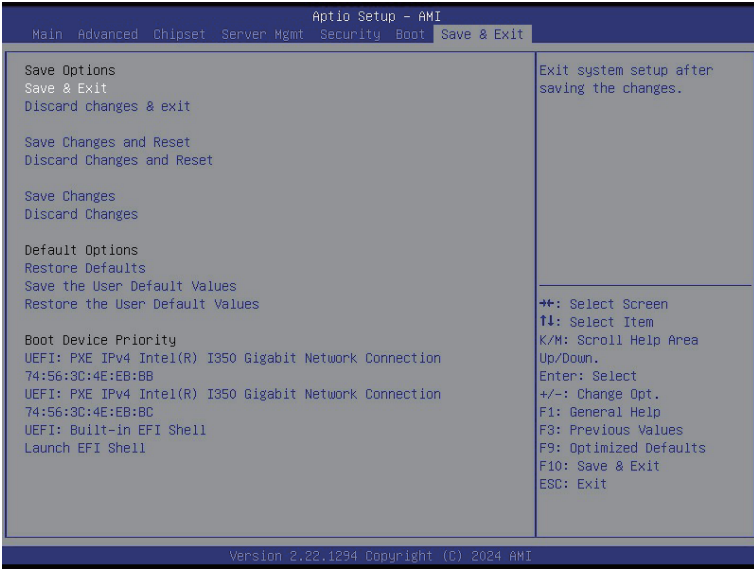 Aptio Setup – AMI
Main Advanced Chipset Server Mgmt Security Boot Save & Exit
Save Options
Save & Exit
Discard changes & exit
Save Changes and Reset
Discard Changes and Reset
Save Changes
Discard Changes
Default Options
Restore Defaults
Save the User Default Values
Restore the User Default Values
Boot Device Priority
UEFI: PXE IPv4 Intel(R) I350 Gigabit Network Connection
74:56:3C:4E:EB:BB
UEFI: PXE IPv4 Intel(R) I350 Gigabit Network Connection
74:56:3C:4E:EB:BC
UEFI: Built-in EFI Shell
Launch EFI Shell
Exit system setup after
saving the changes.
→←: Select Screen
↑↓: Select Item
K/M: Scroll Help Area
Up/Down.
Enter: Select
+/-: Change Opt.
F1: General Help
F3: Previous Values
F9: Optimized Defaults
F10: Save & Exit
ESC: Exit
Version 2.22.1294 Copyright (C) 2024 AMI